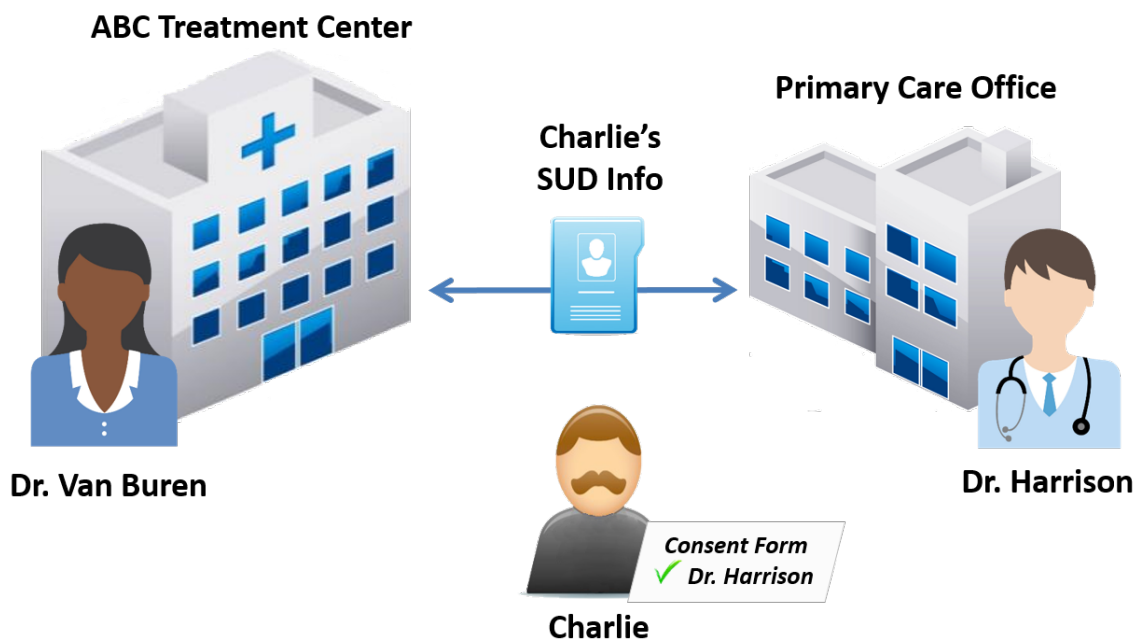 ABC Treatment Center
Primary Care Office
Charlie's
SUD Info
Dr. Van Buren
Dr. Harrison
Consent Form
Dr. Harrison
Charlie